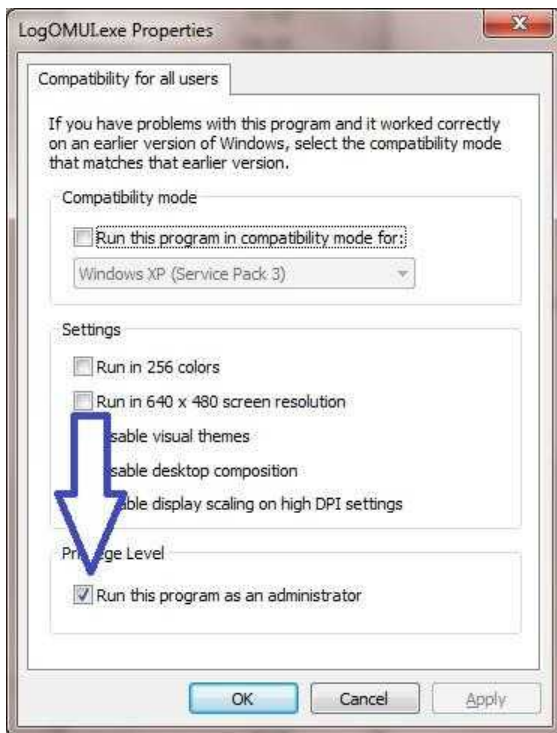 LogOMUI.exe Properties
Compatibility for all users
If you have problems with this program and it worked correctly
on an earlier version of Windows, select the compatibility mode
that matches that earlier version.
Compatibility mode
Run this program in compatibility mode for:
Windows XP (Service Pack 3)
Settings
Run in 256 colors
Run in 640 x 480 screen resolution
visual themes
desktop composition
display scaling on high DPI settings
Level
Run this program as an administrator
OK Cancel Apply